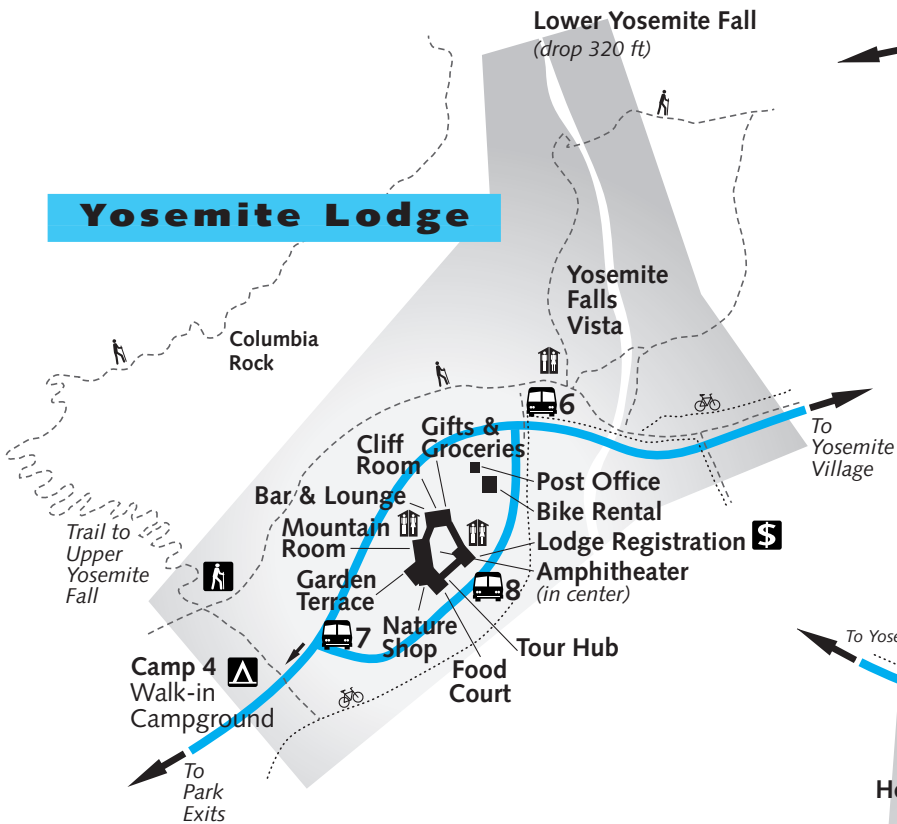 Lower Yosemite Fall
(drop 320 ft)
Yosemite Lodge
Yosemite
Falls
Vista
Columbia
Rock
6
To
Yosemite
Village
Gifts &
Groceries
Cliff
Room
Bar & Lounge
Mountain
Room
Garden
Terrace
Post Office
Bike Rental
Lodge Registration $
Amphitheater
(in center)
8
Trail to
Upper
Yosemite
Fall
7
Nature
Shop
Tour Hub
Food
Court
Camp 4
Walk-in
Campground
To
Park
Exits
To Yose
He